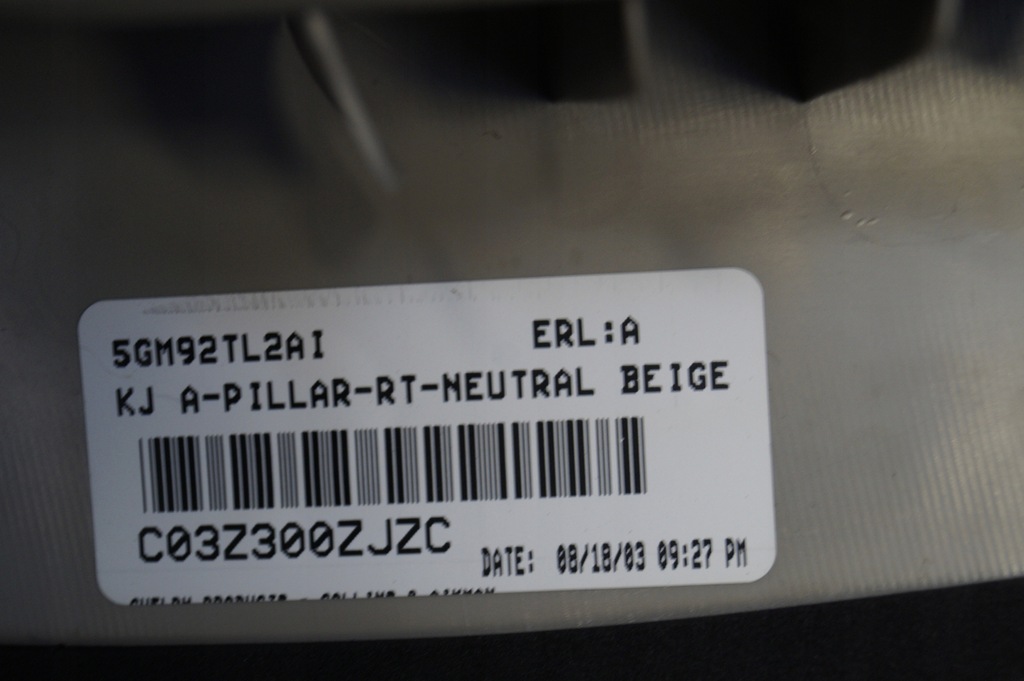 5GM92TL2AI ERL:A
KJ A-PILLAR-RT-NEUTRAL BEIGE
C03Z300ZJZC
DATE: 08/18/03 09:27 PM